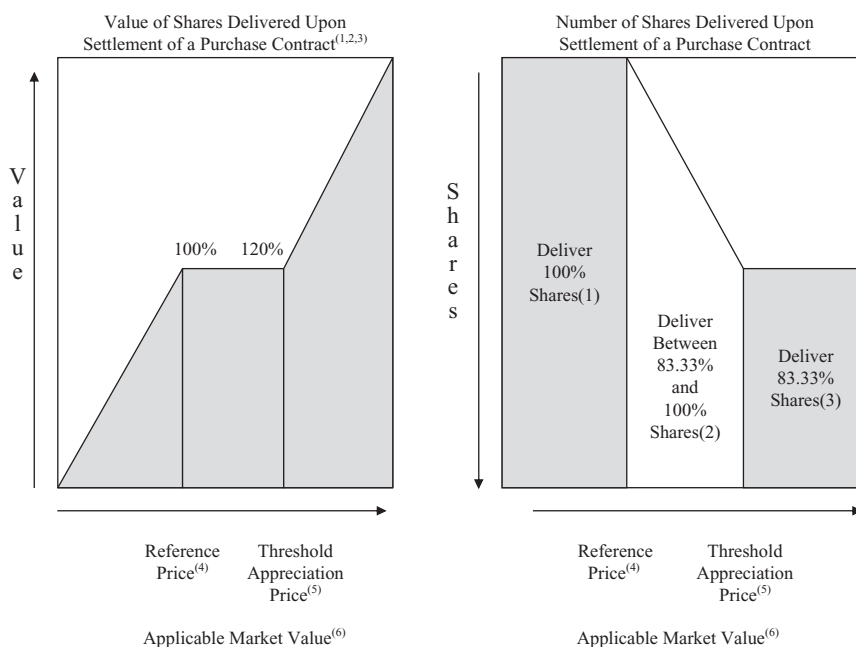 Value of Shares Delivered Upon
Settlement of a Purchase Contract(1,2,3)
Value
100%
120%
Reference
Price(4)
Threshold
Appreciation
Price(5)
Applicable Market Value(6)
Number of Shares Delivered Upon
Settlement of a Purchase Contract
Shares
Deliver
100%
Shares(1)
Deliver
Between
83.33%
and
100%
Shares(2)
Deliver
83.33%
Shares(3)
Reference
Price(4)
Threshold
Appreciation
Price(5)
Applicable Market Value(6)